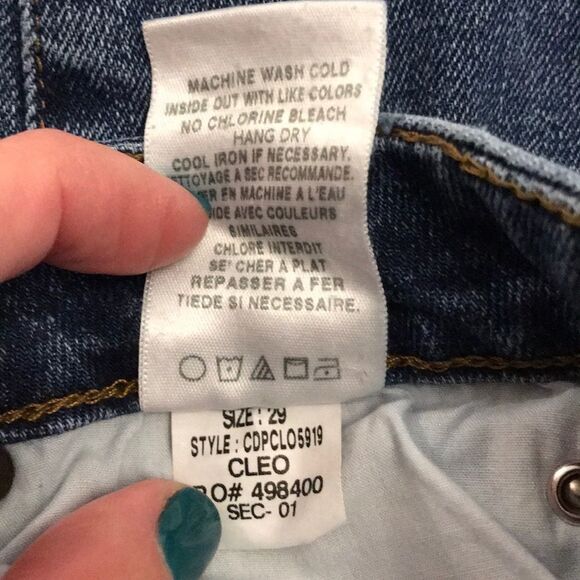 MACHINE WASH COLD
INSIDE OUT WITH LIKE COLORS
NO CHLORINE BLEACH
HANG DRY
COOL IRON IF NECESSARY.
A SEC RECOMMANDE.
EN MACHINE A L'EAU
AVEC COULEURS
SIMILAIRES
CHLORE INTERDIT
SE' CHER A PLAT
REPASSER A FER
TIEDE SI NECESSAIRE.
SIZE: 29
STYLE: CDPCLO5919
CLEO
# 498400
SEC- 01